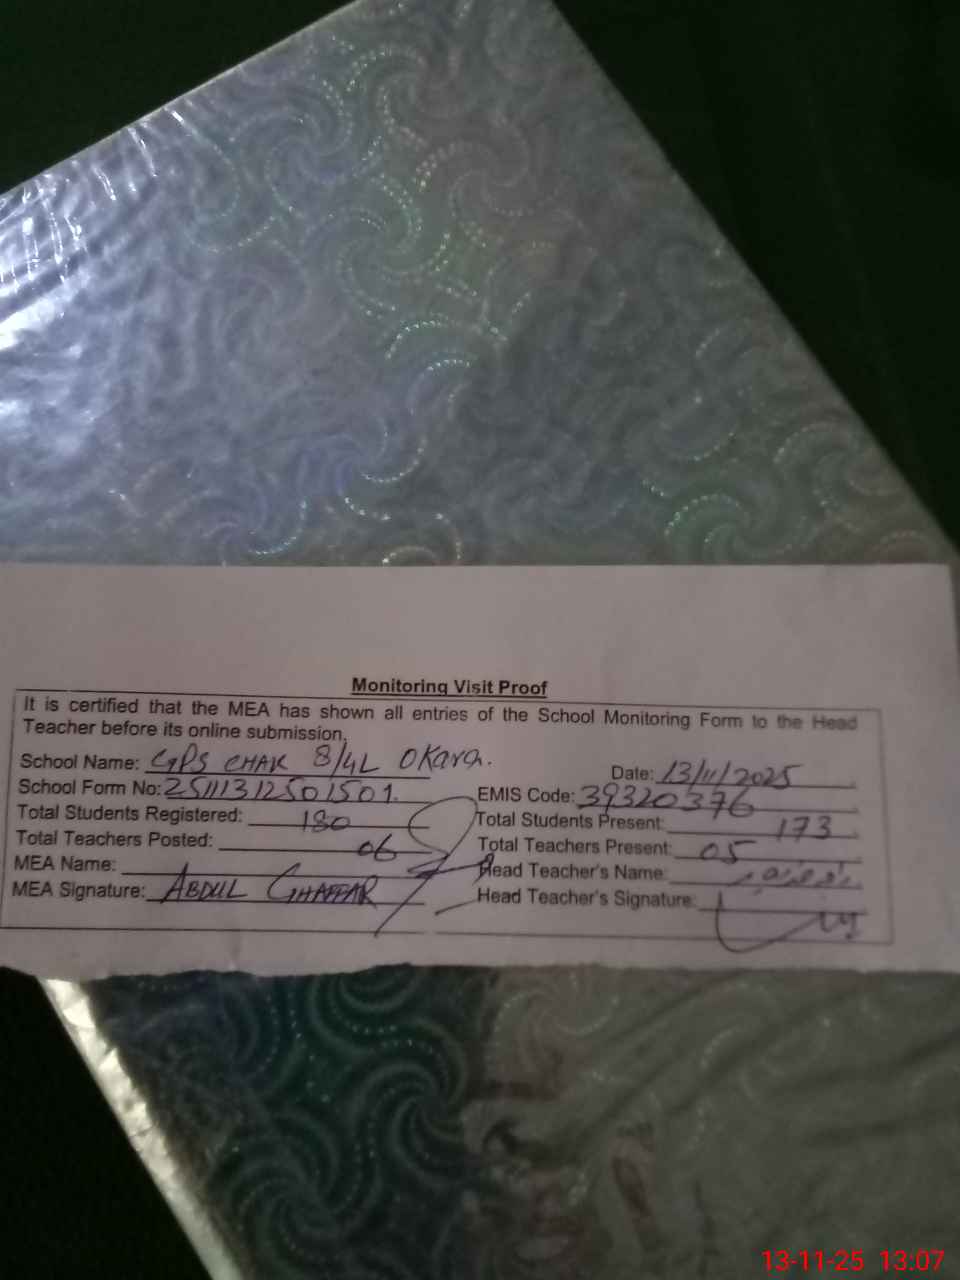 Monitoring Visit Proof
It is certified that the MEA has shown all entries of the School Monitoring Form to the Head
Teacher before its online submission.
School Name: GPS CHAK 8/4L OKara.
Date: 13/11/2025
School Form No: 25111312501501.
EMIS Code: 39320376
Total Students Registered: 180
Total Students Present: 173
Total Teachers Posted: 06
Total Teachers Present: 05
MEA Name:
Head Teacher's Name:
MEA Signature: ABDUL GHAFFAR
Head Teacher's Signature:
13-11-25 13:07